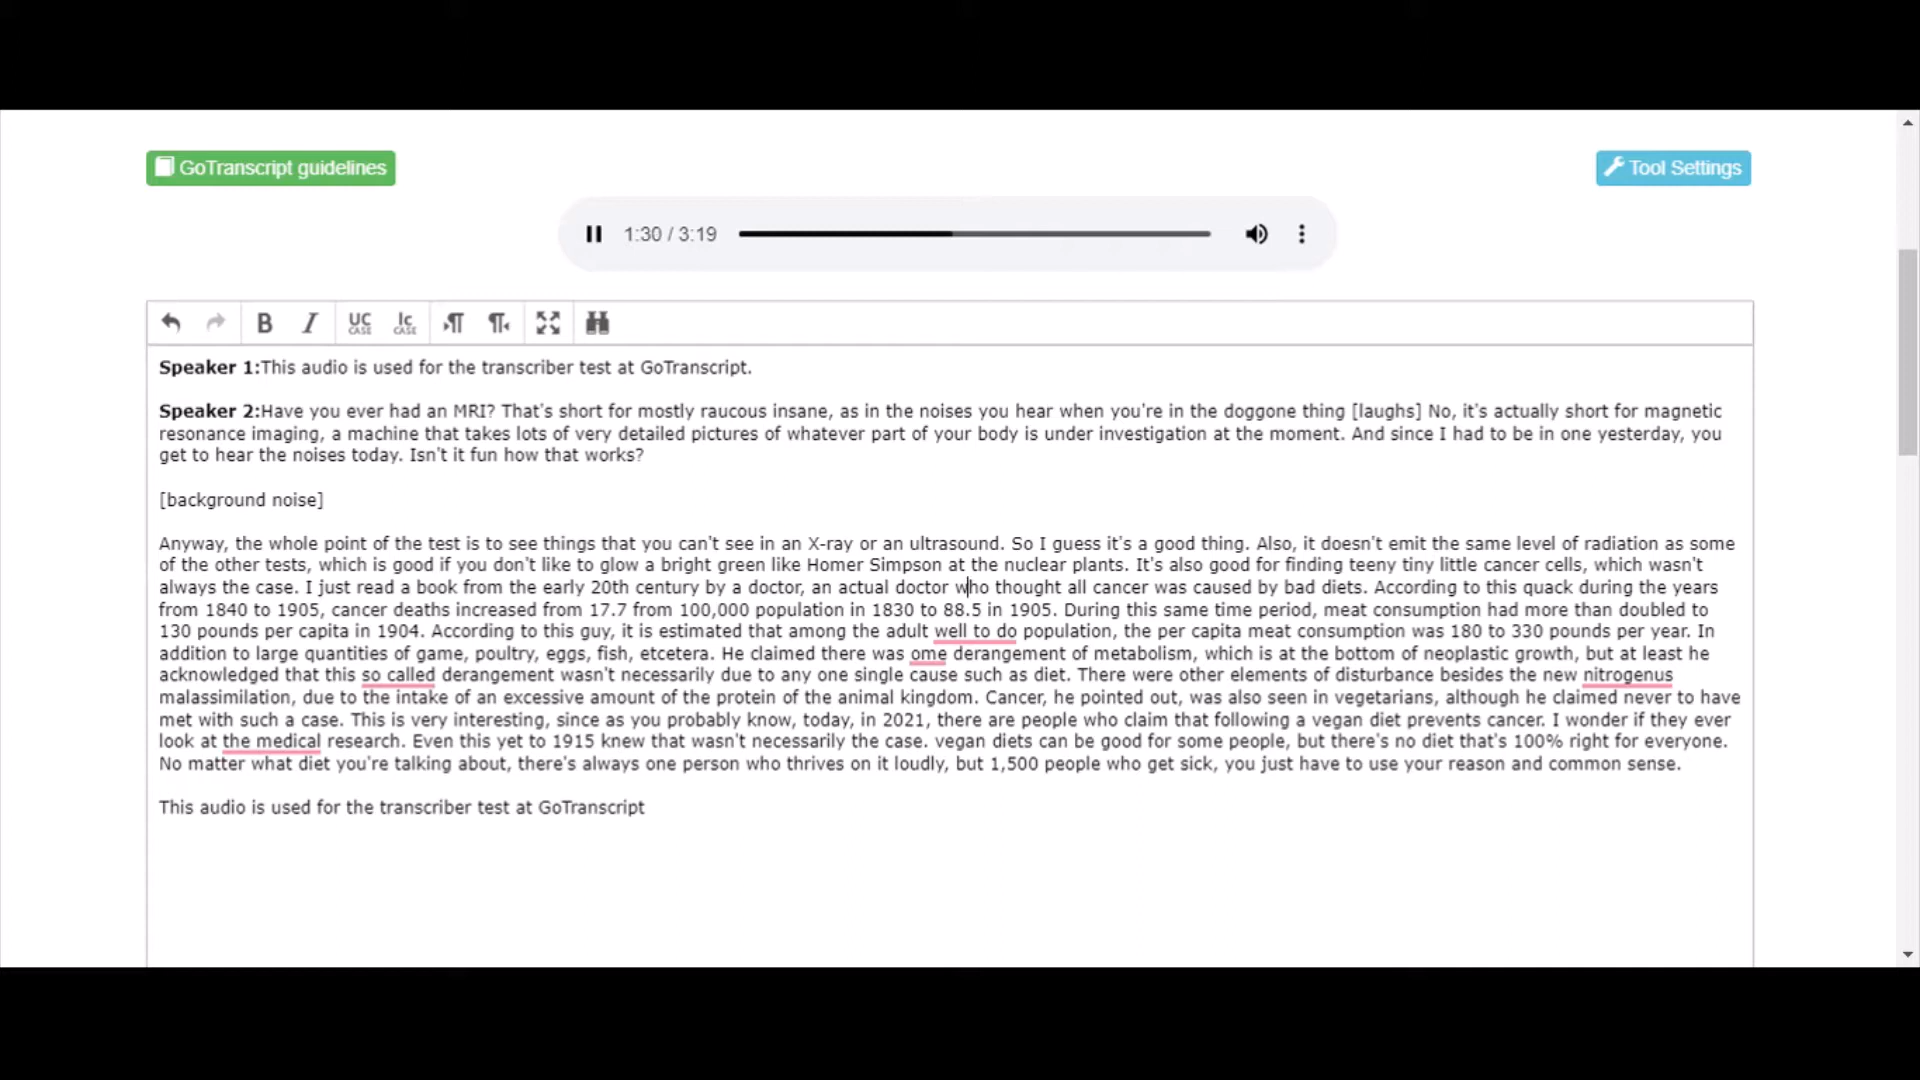 GoTranscript guidelines
Tool Settings
1:30 / 3:19
B I UC CASE lc CASE
Speaker 1:This audio is used for the transcriber test at GoTranscript.
Speaker 2:Have you ever had an MRI? That's short for mostly raucous insane, as in the noises you hear when you're in the doggone thing [laughs] No, it's actually short for magnetic
resonance imaging, a machine that takes lots of very detailed pictures of whatever part of your body is under investigation at the moment. And since I had to be in one yesterday, you
get to hear the noises today. Isn't it fun how that works?
[background noise]
Anyway, the whole point of the test is to see things that you can't see in an X-ray or an ultrasound. So I guess it's a good thing. Also, it doesn't emit the same level of radiation as some
of the other tests, which is good if you don't like to glow a bright green like Homer Simpson at the nuclear plants. It's also good for finding teeny tiny little cancer cells, which wasn't
always the case. I just read a book from the early 20th century by a doctor, an actual doctor who thought all cancer was caused by bad diets. According to this quack during the years
from 1840 to 1905, cancer deaths increased from 17.7 from 100,000 population in 1830 to 88.5 in 1905. During this same time period, meat consumption had more than doubled to
130 pounds per capita in 1904. According to this guy, it is estimated that among the adult well to do population, the per capita meat consumption was 180 to 330 pounds per year. In
addition to large quantities of game, poultry, eggs, fish, etcetera. He claimed there was ome derangement of metabolism, which is at the bottom of neoplastic growth, but at least he
acknowledged that this so called derangement wasn't necessarily due to any one single cause such as diet. There were other elements of disturbance besides the new nitrogenus
malassimilation, due to the intake of an excessive amount of the protein of the animal kingdom. Cancer, he pointed out, was also seen in vegetarians, although he claimed never to have
met with such a case. This is very interesting, since as you probably know, today, in 2021, there are people who claim that following a vegan diet prevents cancer. I wonder if they ever
look at the medical research. Even this yet to 1915 knew that wasn't necessarily the case. vegan diets can be good for some people, but there's no diet that's 100% right for everyone.
No matter what diet you're talking about, there's always one person who thrives on it loudly, but 1,500 people who get sick, you just have to use your reason and common sense.
This audio is used for the transcriber test at GoTranscript